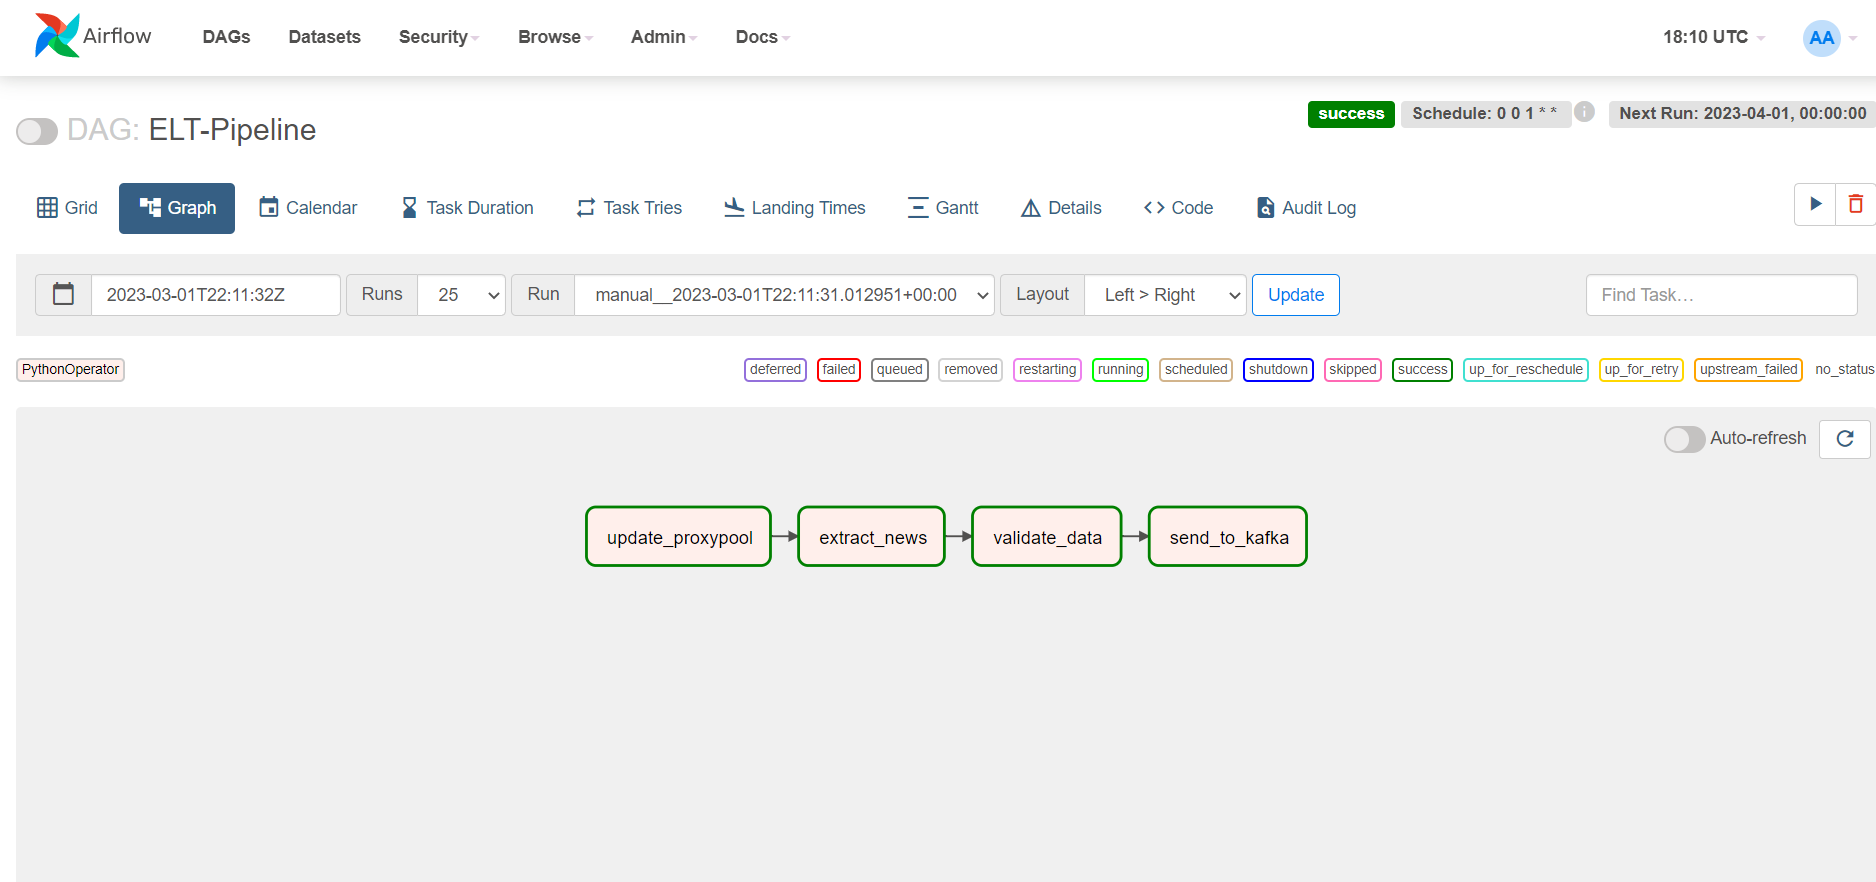 Airflow DAGs Datasets Security Browse Admin Docs 18:10 UTC AA
success Schedule: 0 0 1 * * i Next Run: 2023-04-01, 00:00:00
DAG: ELT-Pipeline
Grid Graph Calendar Task Duration Task Tries Landing Times Gantt Details Code Audit Log
2023-03-01T22:11:32Z Runs 25 Run manual__2023-03-01T22:11:31.012951+00:00 Layout Left > Right Update Find Task…
PythonOperator deferred failed queued removed restarting running scheduled shutdown skipped success up_for_reschedule up_for_retry upstream_failed no_status
Auto-refresh
update_proxypool extract_news validate_data send_to_kafka